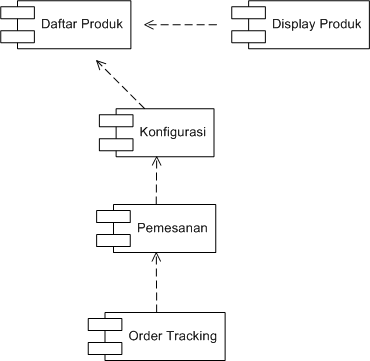 Daftar Produk
Display Produk
Konfigurasi
Pemesanan
Order Tracking